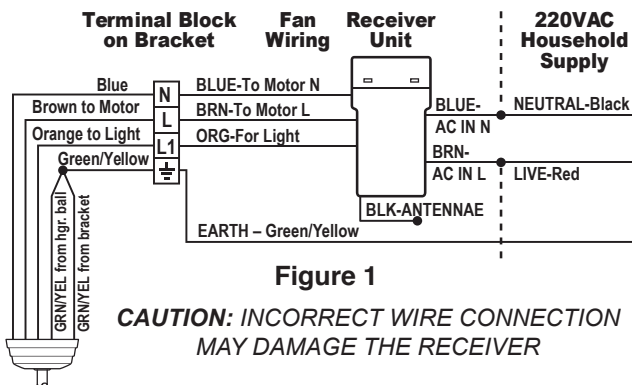 Terminal Block
on Bracket
Fan
Wiring
Receiver
Unit
220VAC
Household
Supply
Blue
N
BLUE-To Motor N
Brown to Motor
L
BRN-To Motor L
Orange to Light
L1
ORG-For Light
Green/Yellow
BLUE-
AC IN N
NEUTRAL-Black
BRN-
AC IN L
LIVE-Red
BLK-ANTENNAE
EARTH – Green/Yellow
GRN/YEL from hgr. ball
GRN/YEL from bracket
Figure 1
CAUTION: INCORRECT WIRE CONNECTION
MAY DAMAGE THE RECEIVER